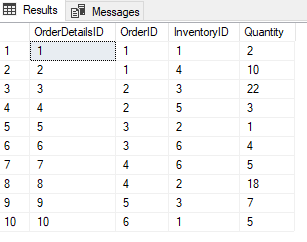 Results Messages
OrderDetailsID OrderID InventoryID Quantity
1 1 1 1 2
2 2 1 4 10
3 3 2 3 22
4 4 2 5 3
5 5 3 2 1
6 6 3 6 4
7 7 4 6 5
8 8 4 2 18
9 9 5 3 7
10 10 6 1 5